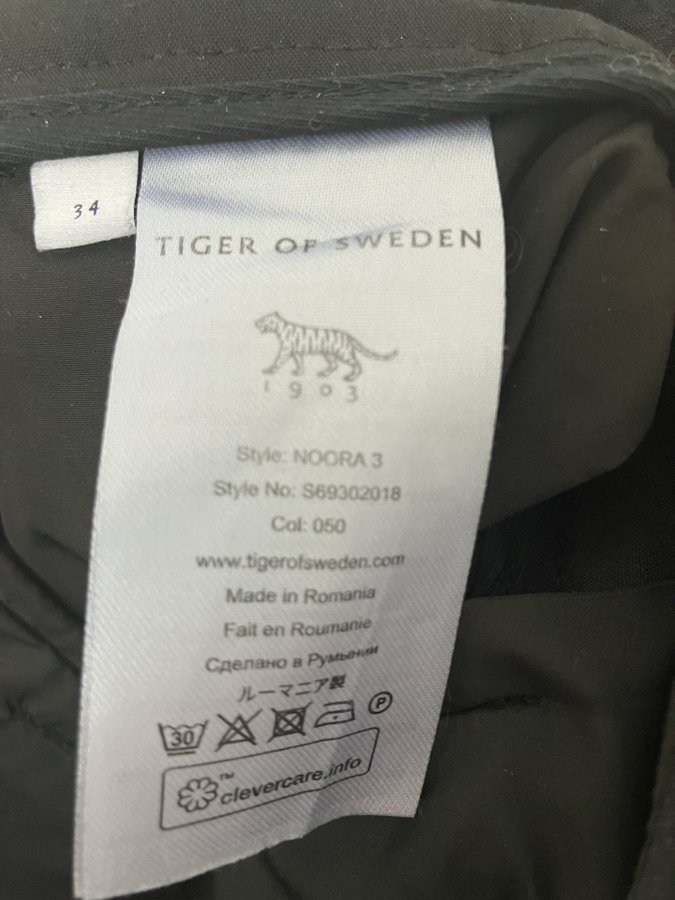 34
TIGER OF SWEDEN
1903
Style: NOORA 3
Style No: S69302018
Col: 050
www.tigerofsweden.com
Made in Romania
Fait en Roumanie
Сделано в Румынии
ルーマニア製
30 P
clevercare.info™